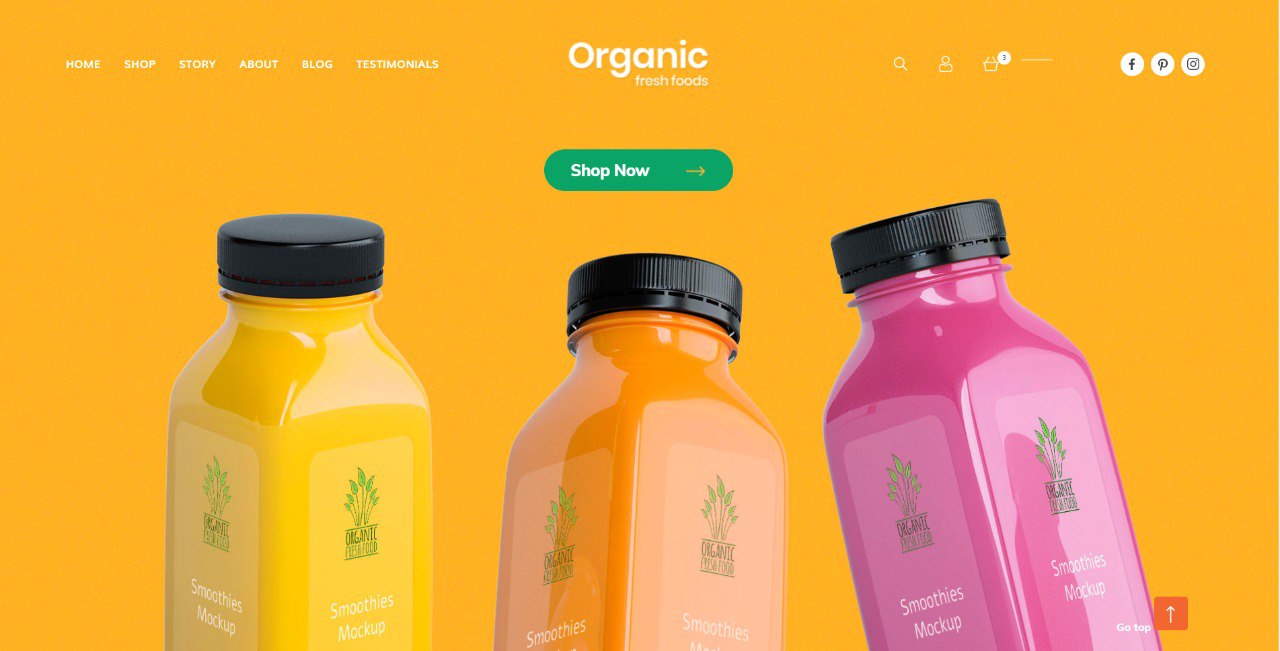 HOME SHOP STORY ABOUT BLOG TESTIMONIALS
Organic
fresh foods
3
Shop Now
ORGANIC
FRESH FOOD
Smoothies
Mockup
ORGANIC
FRESH FOOD
Smoothies
Mockup
ORGANIC
FRESH FOOD
Smoothies
ORGANIC
FRESH FOOD
Smoothies
ORGANIC
FRESH FOOD
Smoothies
Mockup
ORGANIC
FRESH FOOD
Smoothies
Mockup
Go top